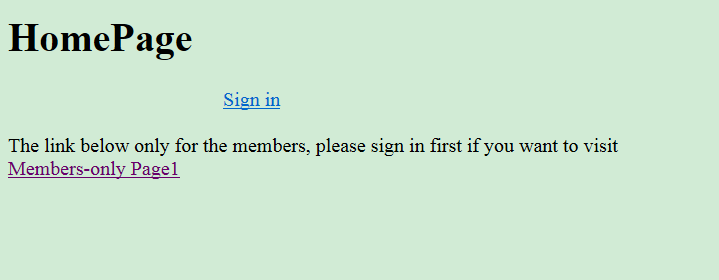 HomePage
Sign in
The link below only for the members, please sign in first if you want to visit
Members-only Page1